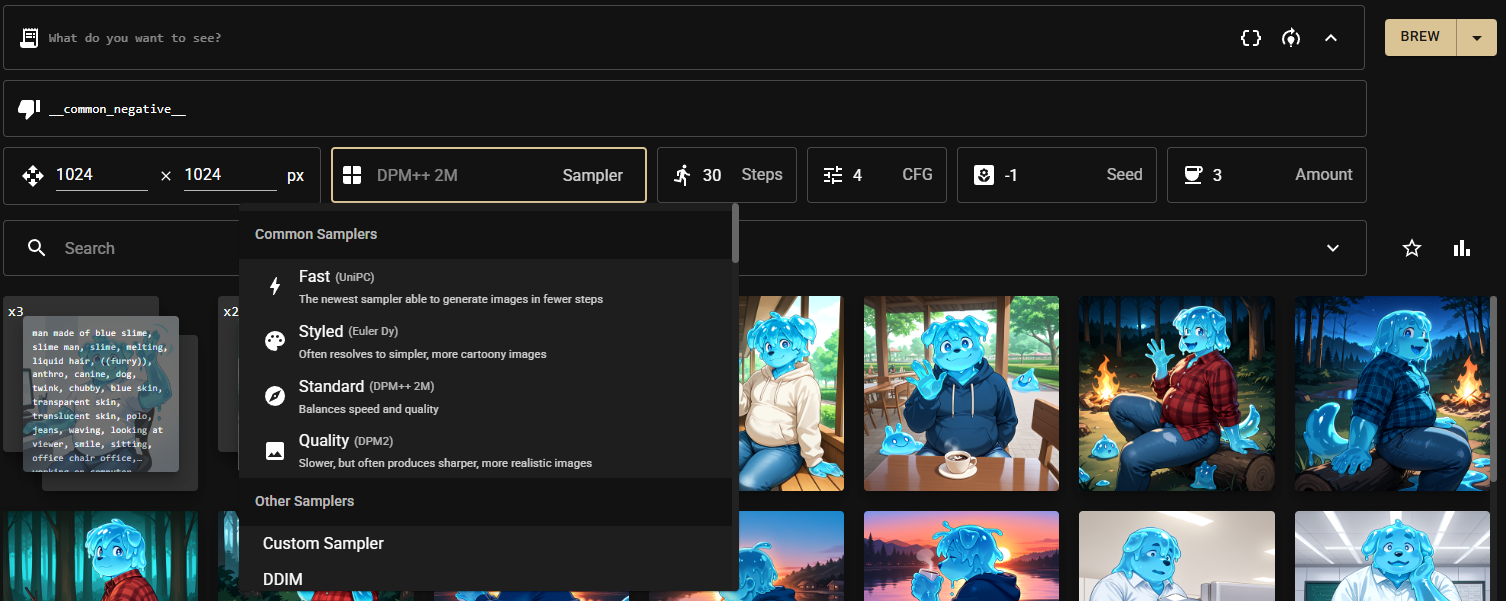 What do you want to see?
BREW
__common_negative__
1024 × 1024 px
DPM++ 2M Sampler
30 Steps
4 CFG
-1 Seed
3 Amount
Search
Common Samplers
Fast (UniPC)
The newest sampler able to generate images in fewer steps
Styled (Euler Dy)
Often resolves to simpler, more cartoony images
Standard (DPM++ 2M)
Balances speed and quality
Quality (DPM2)
Slower, but often produces sharper, more realistic images
Other Samplers
Custom Sampler
DDIM
x3
man made of blue slime,
slime man, slime, melting,
liquid hair, ((furry)),
anthro, canine, dog,
twink, chubby, blue skin,
transparent skin,
translucent skin, polo,
jeans, waving, looking at
viewer, smile, sitting,
office chair office,…
working on computer
x2